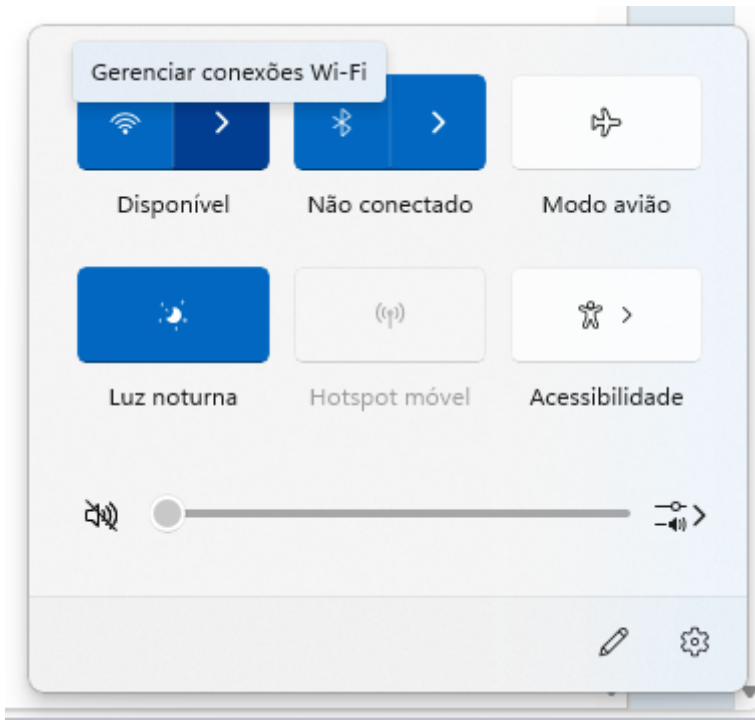 Gerenciar conexões Wi-Fi
Disponível
Não conectado
Modo avião
Luz noturna
Hotspot móvel
Acessibilidade